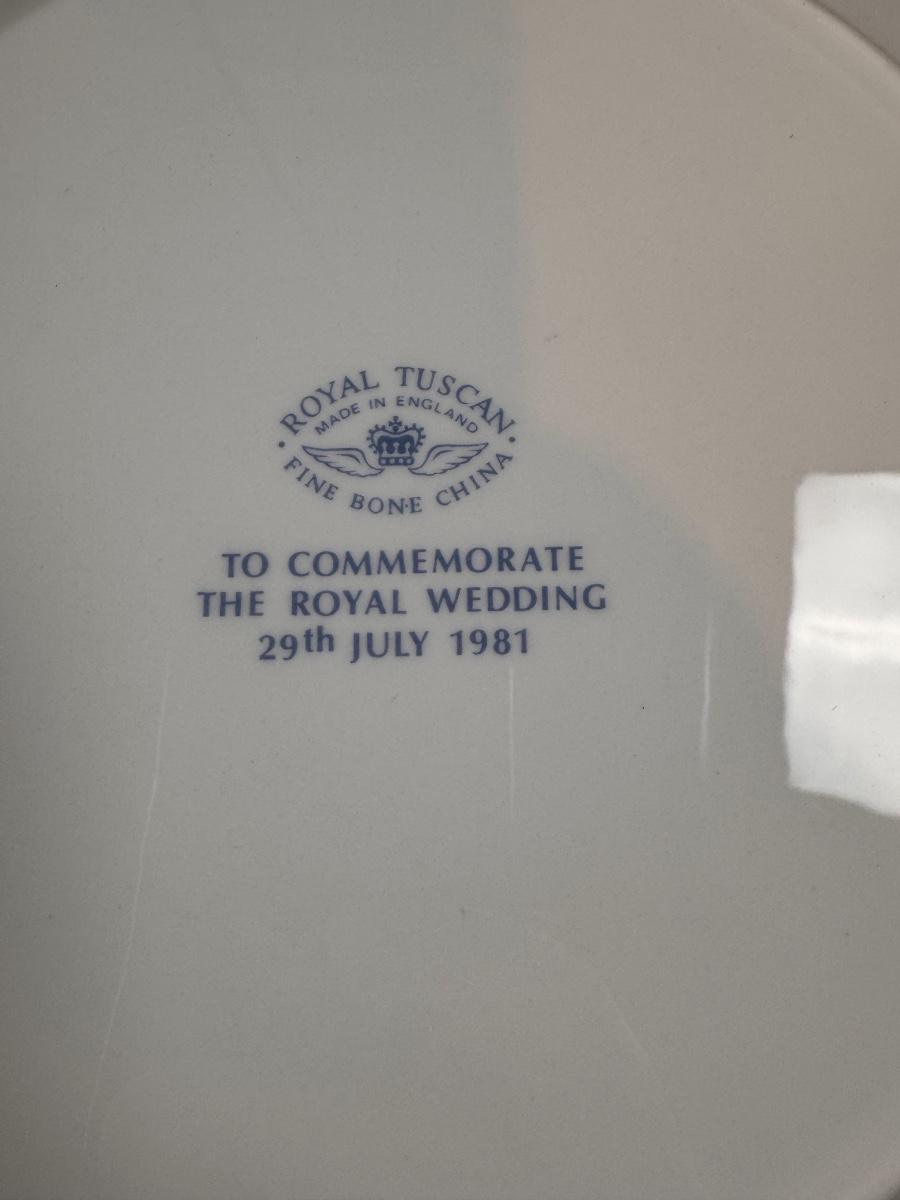 ROYAL TUSCAN
MADE IN ENGLAND
FINE BONE CHINA
TO COMMEMORATE
THE ROYAL WEDDING
29th JULY 1981